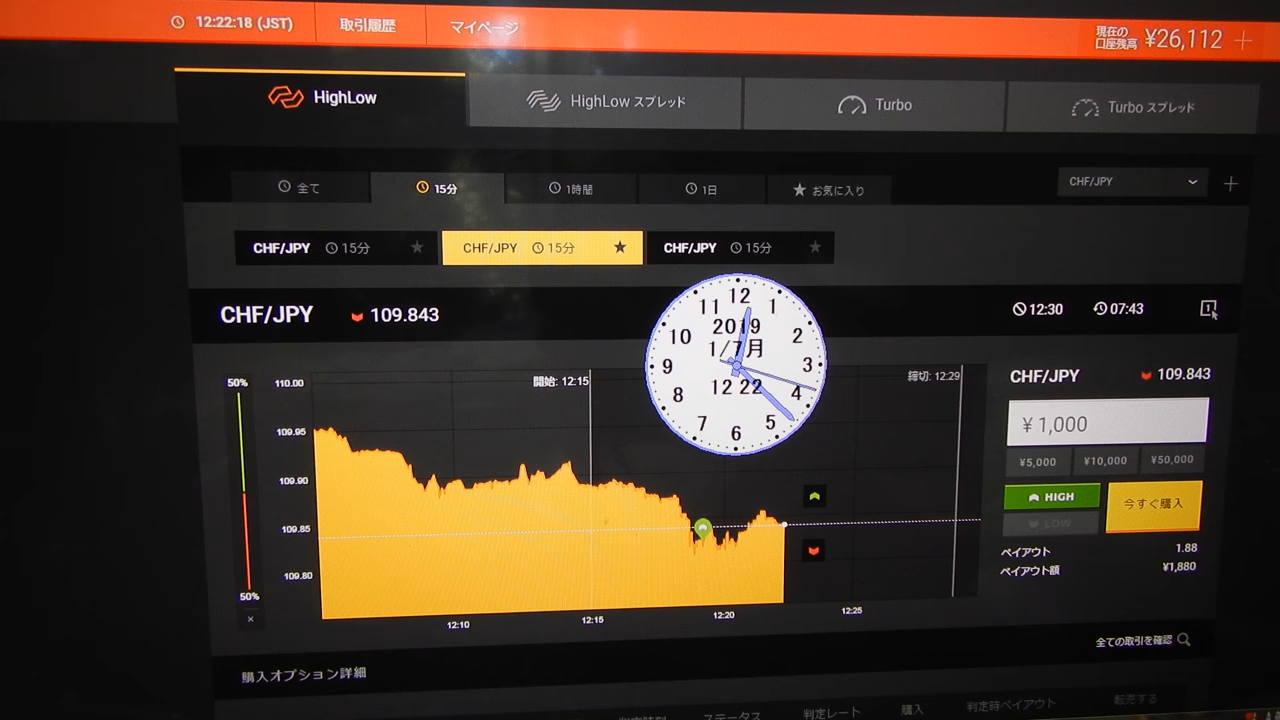 12:22:18 (JST) 取引履歴 マイページ 現在の口座残高 ¥26,112
HighLow HighLow スプレッド Turbo Turbo スプレッド
全て 15分 1時間 1日 お気に入り CHF/JPY
CHF/JPY 15分 CHF/JPY 15分 CHF/JPY 15分
CHF/JPY 109.843 12:30 07:43 1
12
11 1
2019
10 2
1/7月
9 3
12 22
8 4
7 5
6
50% 110.00 開始: 12:15 締切: 12:29
109.95
109.90
109.85
109.80
50%
12:10 12:15 12:20 12:25
CHF/JPY 109.843
¥ 1,000
¥5,000 ¥10,000 ¥50,000
HIGH 今すぐ購入
LOW
ペイアウト 1.88
ペイアウト額 ¥1,880
全ての取引を確認
購入オプション詳細
ステータス 判定レート 購入 判定時ペイアウト 転売する